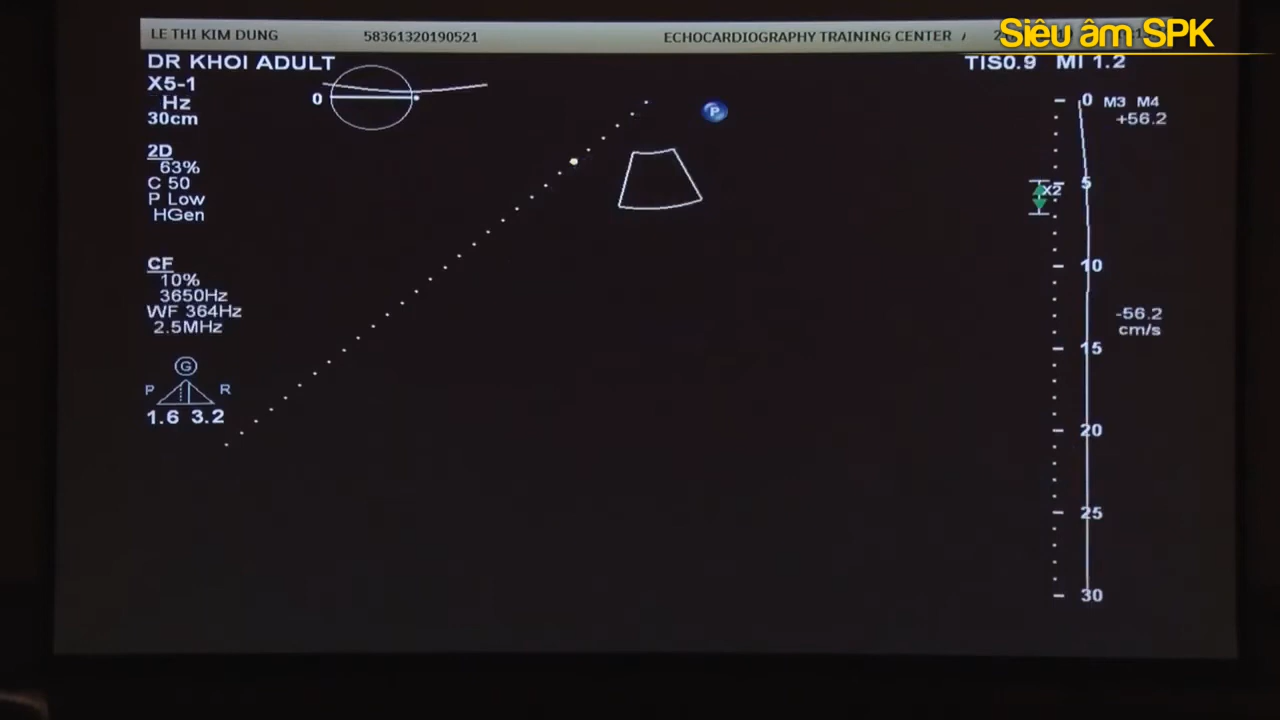 LE THI KIM DUNG 58361320190521 ECHOCARDIOGRAPHY TRAINING CENTER /
Siêu âm SPK
DR KHOI ADULT
TIS0.9 MI 1.2
X5-1
Hz
30cm
0
P
2D
63%
C 50
P Low
HGen
CF
10%
3650Hz
WF 364Hz
2.5MHz
G
P R
1.6 3.2
0 M3 M4
+56.2
5
X2
10
-56.2
cm/s
15
20
25
30